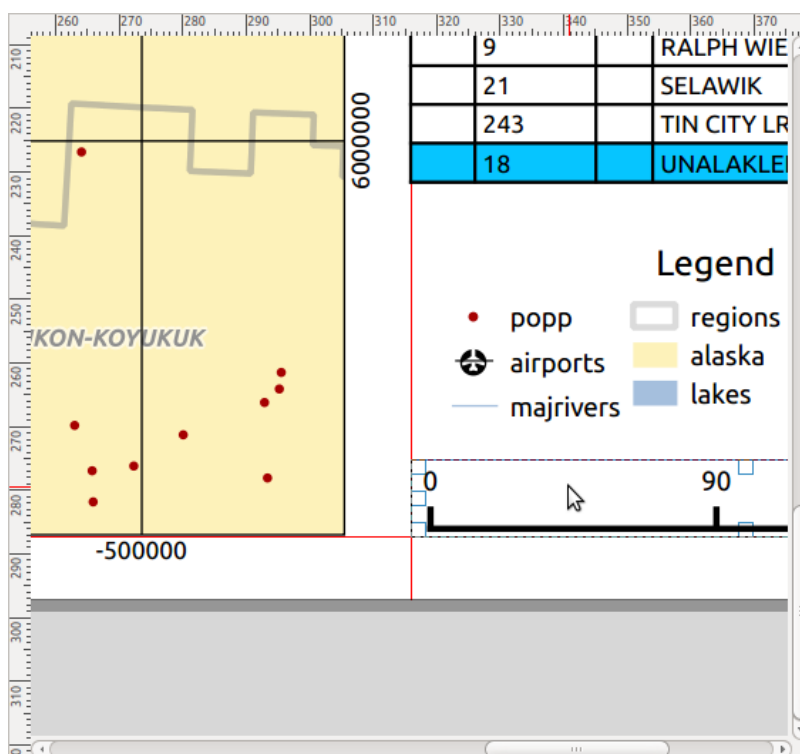 260 270 280 290 300 310 320 330 340 350 360 370
210
220
230
240
250
260
270
280
290
300
310
9 RALPH WIE
21 SELAWIK
243 TIN CITY LR
18 UNALAKLE
6000000
KON-KOYUKUK
-500000
Legend
popp
airports
majrivers
regions
alaska
lakes
0 90